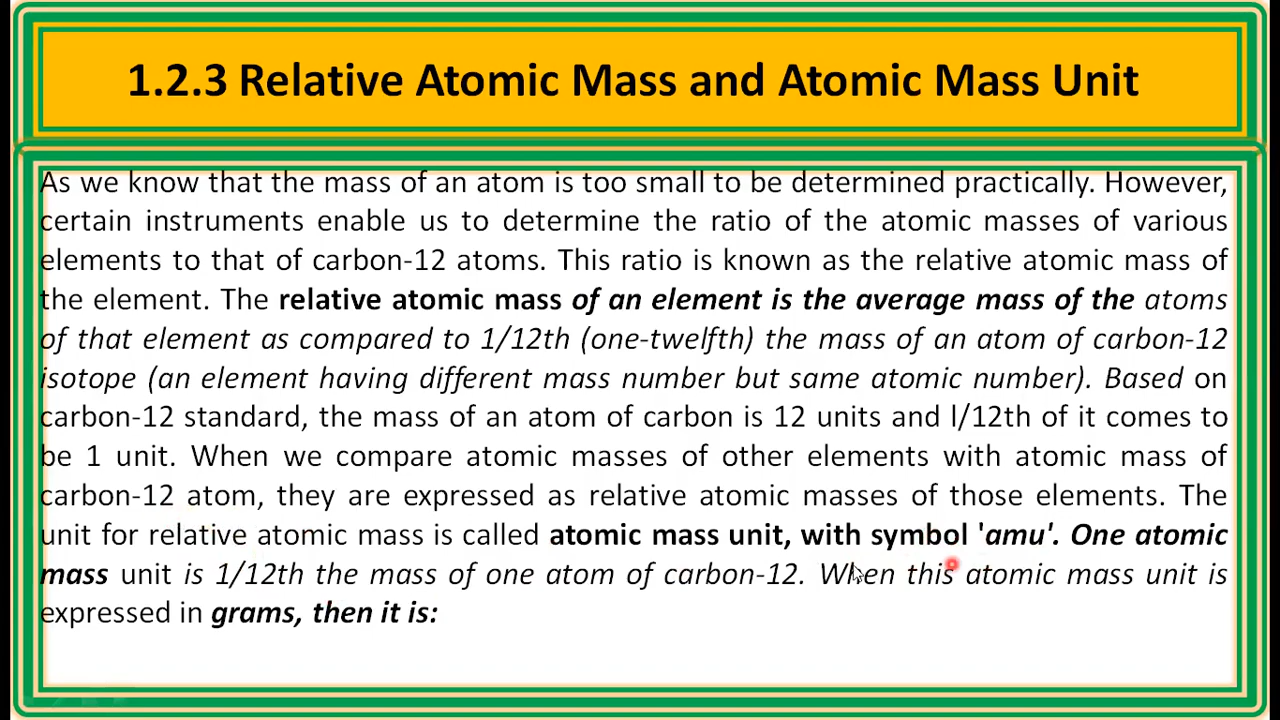 1.2.3 Relative Atomic Mass and Atomic Mass Unit
As we know that the mass of an atom is too small to be determined practically. However,
certain instruments enable us to determine the ratio of the atomic masses of various
elements to that of carbon-12 atoms. This ratio is known as the relative atomic mass of
the element. The relative atomic mass of an element is the average mass of the atoms
of that element as compared to 1/12th (one-twelfth) the mass of an atom of carbon-12
isotope (an element having different mass number but same atomic number). Based on
carbon-12 standard, the mass of an atom of carbon is 12 units and l/12th of it comes to
be 1 unit. When we compare atomic masses of other elements with atomic mass of
carbon-12 atom, they are expressed as relative atomic masses of those elements. The
unit for relative atomic mass is called atomic mass unit, with symbol 'amu'. One atomic
mass unit is 1/12th the mass of one atom of carbon-12. When this atomic mass unit is
expressed in grams, then it is: